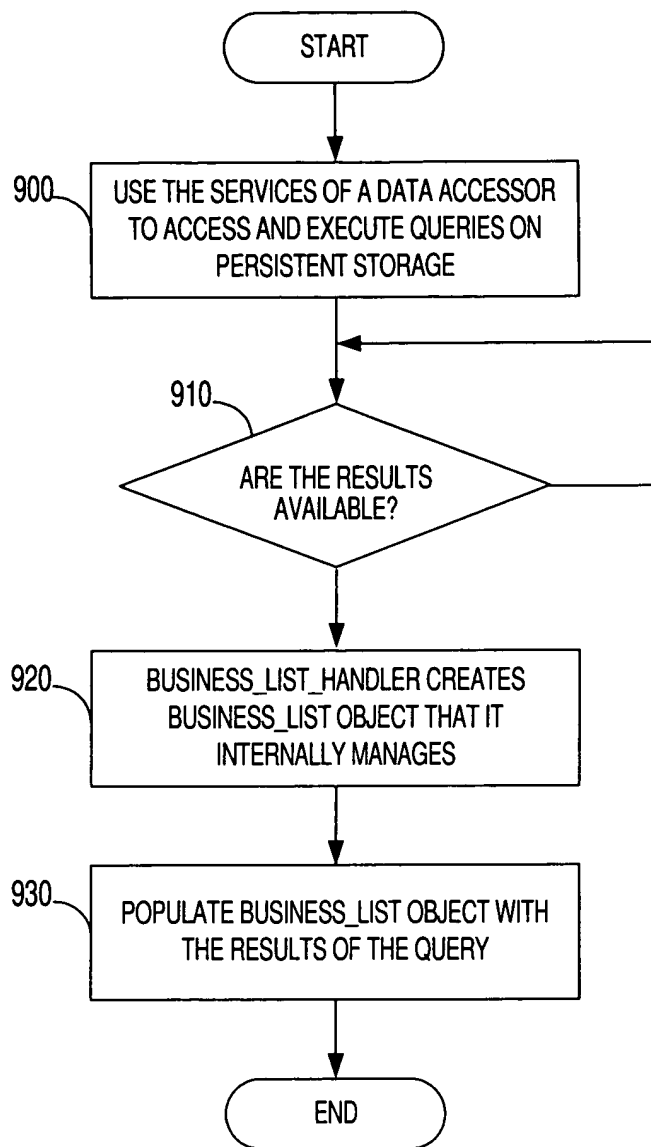 START
900
USE THE SERVICES OF A DATA ACCESSOR
TO ACCESS AND EXECUTE QUERIES ON
PERSISTENT STORAGE
910
ARE THE RESULTS
AVAILABLE?
920
BUSINESS_LIST_HANDLER CREATES
BUSINESS_LIST OBJECT THAT IT
INTERNALLY MANAGES
930
POPULATE BUSINESS_LIST OBJECT WITH
THE RESULTS OF THE QUERY
END